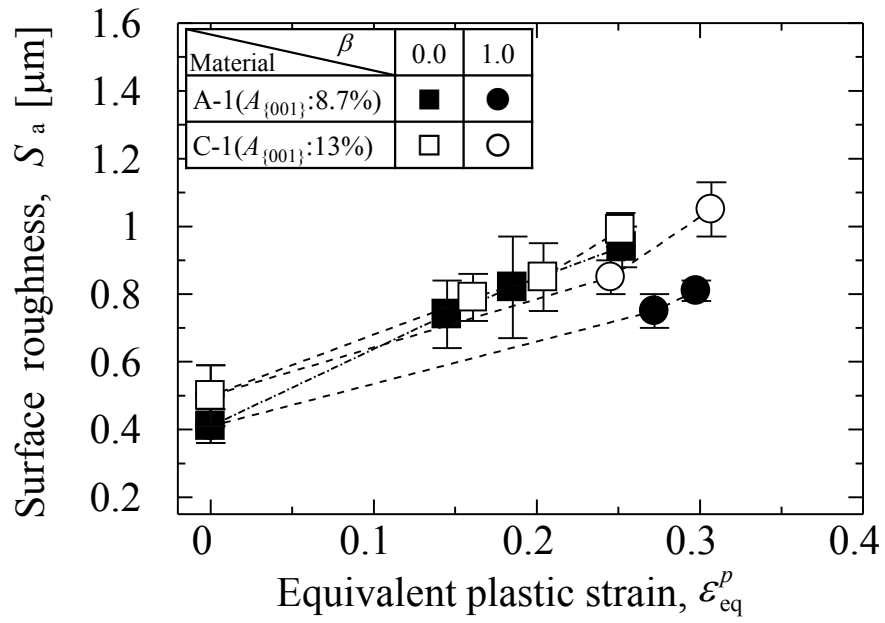 1.6
1.4
1.2
1
0.8
0.6
0.4
0.2
Surface roughness, S a [μm]
β
Material
0.0
1.0
A-1(A{001}:8.7%)
C-1(A{001}:13%)
0
0.1
0.2
0.3
0.4
Equivalent plastic strain, ε eq p